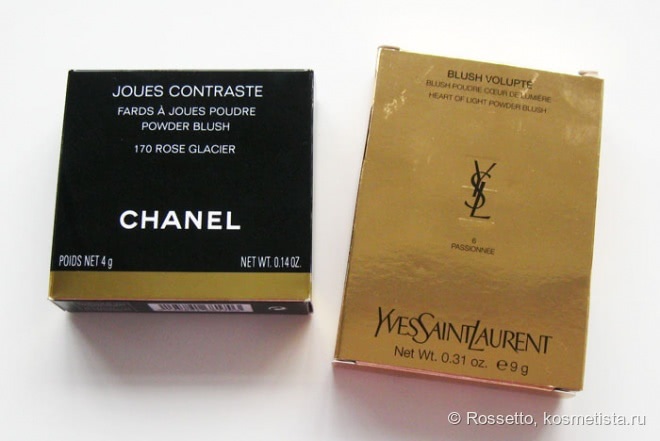 JOUES CONTRASTE
FARDS À JOUES POUDRE
POWDER BLUSH
170 ROSE GLACIER
CHANEL
POIDS NET 4 g NET WT. 0.14 OZ.
BLUSH VOLUPTÉ
BLUSH POUDRE CŒUR DE LUMIÈRE
HEART OF LIGHT POWDER BLUSH
YSL
6
PASSIONNÉE
YVESSAINTLAURENT
Net Wt. 0.31 oz. ℮ 9 g
© Rossetto, kosmetista.ru